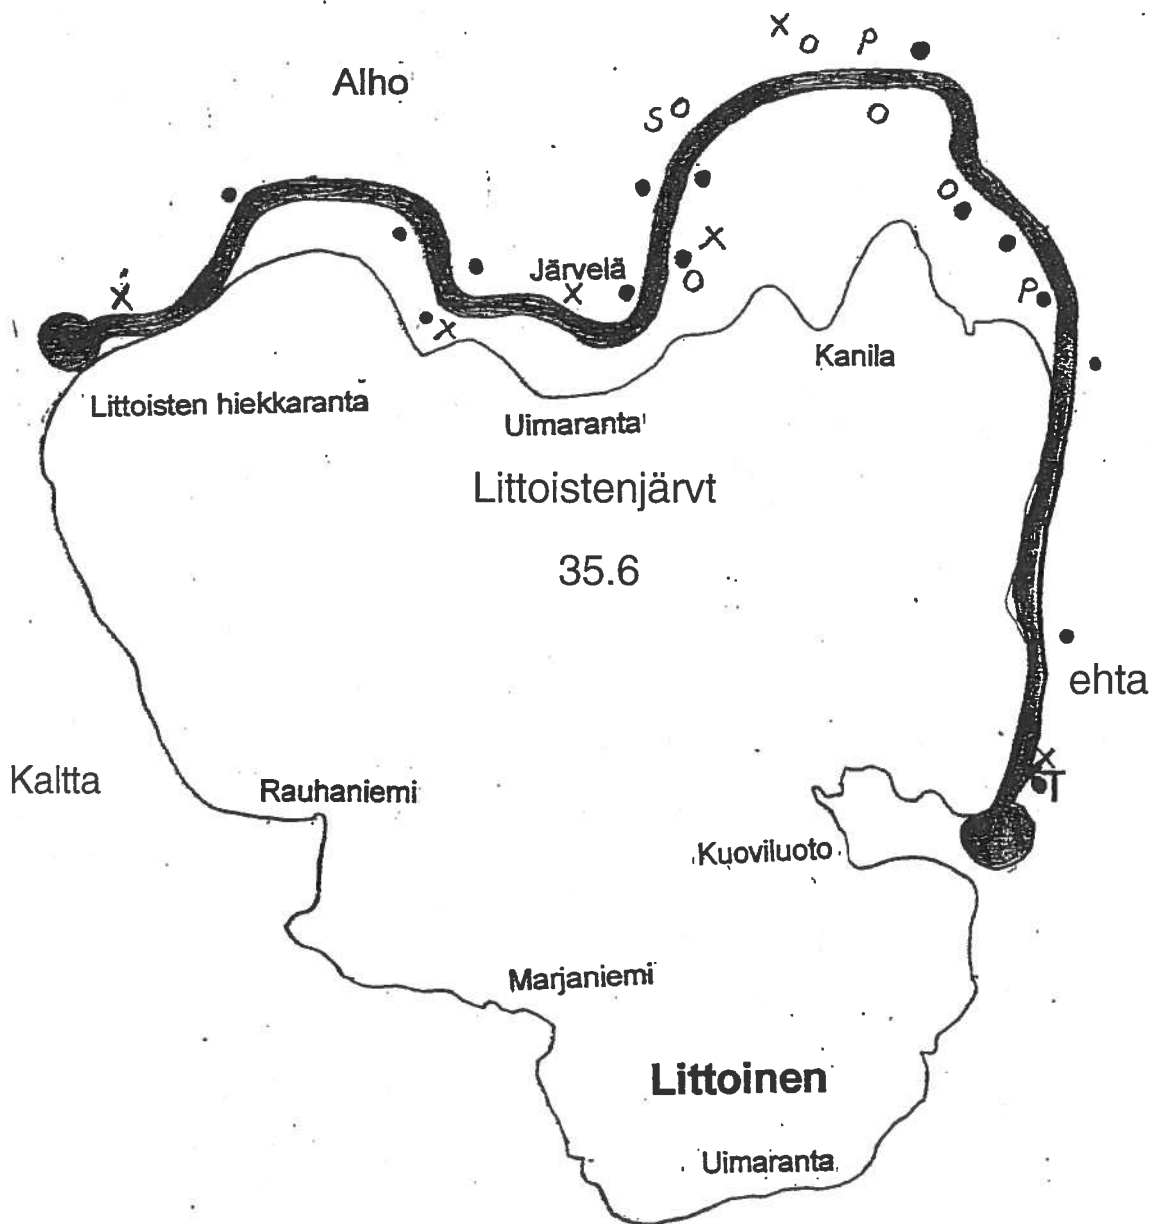 X O P
Alho
S O
O
O
X
Järvelä
X
X
O
P
X
Kanila
Littoisten hiekkaranta
Uimaranta
Littoistenjärvt
35.6
ehta
X
T
Kaltta
Rauhaniemi
Kuoviluoto
Marjaniemi
Littoinen
Uimaranta